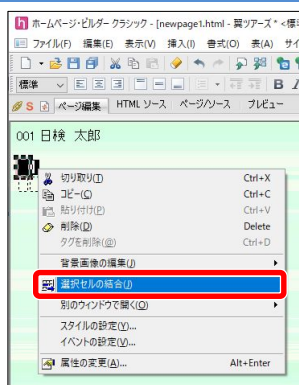 ホームページ・ビルダー クラシック - [newpage1.html - 翼ツアーズ * <標
ファイル(F) 編集(E) 表示(V) 挿入(I) 書式(O) 表(A) サイ
標準
B I
S ページ編集 HTML ソース ページ/ソース プレビュー
001 日検 太郎
切り取り(T) Ctrl+X
コピー(C) Ctrl+C
貼り付け(P) Ctrl+V
削除(D) Delete
タグを削除(@) Ctrl+D
背景画像の編集(J)
選択セルの結合(J)
別のウィンドウで開く(O)
スタイルの設定(Y)...
イベントの設定(V)...
属性の変更(A)... Alt+Enter